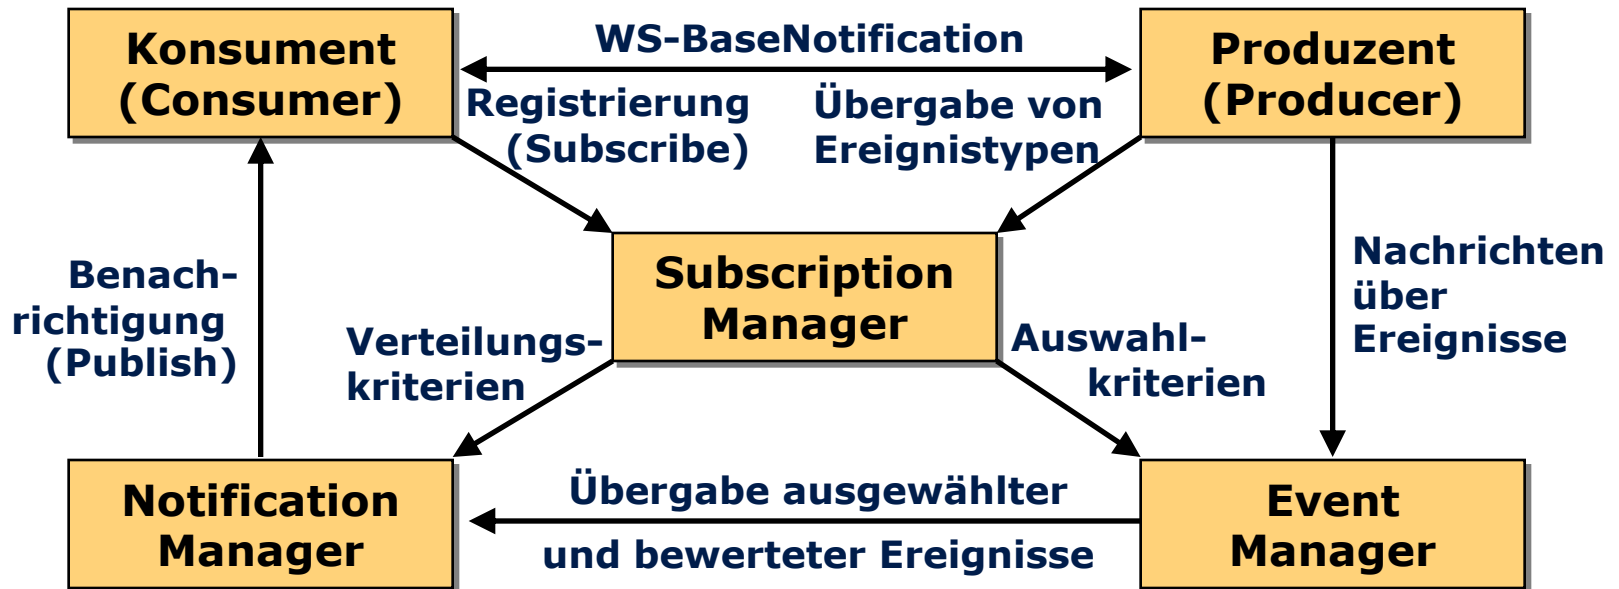 Konsument
(Consumer)
WS-BaseNotification
Produzent
(Producer)
Registrierung
(Subscribe)
Übergabe von
Ereignistypen
Subscription
Manager
Benach-
richtigung
(Publish)
Nachrichten
über
Ereignisse
Verteilungs-
kriterien
Auswahl-
kriterien
Notification
Manager
Übergabe ausgewählter
und bewerteter Ereignisse
Event
Manager